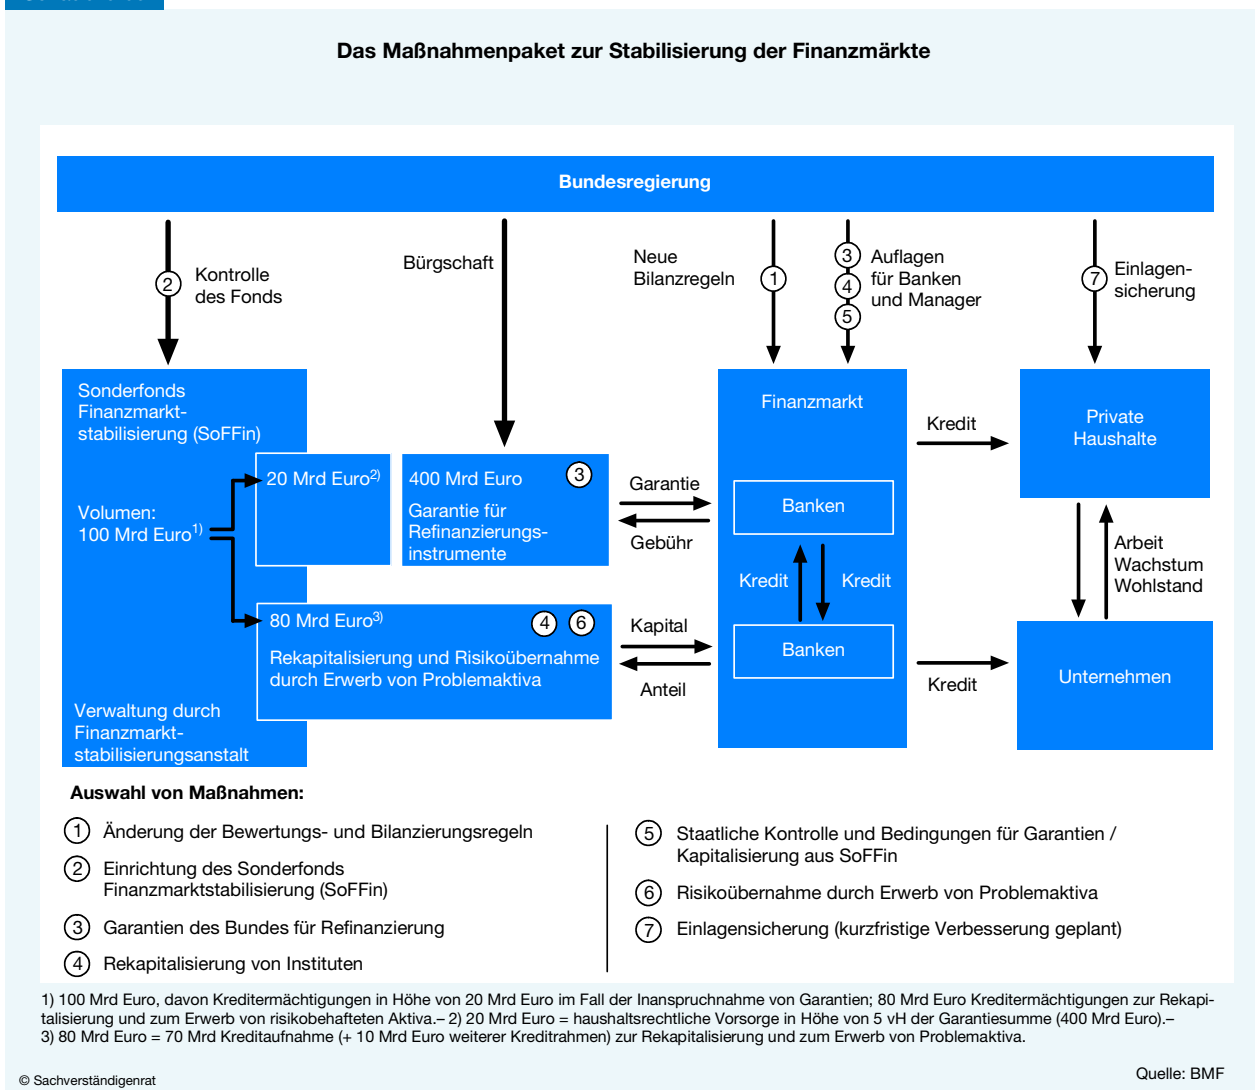 Das Maßnahmenpaket zur Stabilisierung der Finanzmärkte
Bundesregierung
2
Kontrolle
des Fonds
Bürgschaft
Neue
Bilanzregeln
1
3
4
5
Auflagen
für Banken
und Manager
7
Einlagen-
sicherung
Sonderfonds
Finanzmarkt-
stabilisierung (SoFFin)
Volumen:
100 Mrd Euro1)
Verwaltung durch
Finanzmarkt-
stabilisierungsanstalt
20 Mrd Euro2)
400 Mrd Euro
3
Garantie für
Refinanzierungs-
instrumente
80 Mrd Euro3)
4 6
Rekapitalisierung und Risikoübernahme
durch Erwerb von Problemaktiva
Garantie
Gebühr
Kapital
Anteil
Finanzmarkt
Banken
Kredit
Kredit
Banken
Kredit
Kredit
Private
Haushalte
Arbeit
Wachstum
Wohlstand
Unternehmen
Auswahl von Maßnahmen:
1 Änderung der Bewertungs- und Bilanzierungsregeln
2 Einrichtung des Sonderfonds
Finanzmarktstabilisierung (SoFFin)
3 Garantien des Bundes für Refinanzierung
4 Rekapitalisierung von Instituten
5 Staatliche Kontrolle und Bedingungen für Garantien /
Kapitalisierung aus SoFFin
6 Risikoübernahme durch Erwerb von Problemaktiva
7 Einlagensicherung (kurzfristige Verbesserung geplant)
1) 100 Mrd Euro, davon Kreditermächtigungen in Höhe von 20 Mrd Euro im Fall der Inanspruchnahme von Garantien; 80 Mrd Euro Kreditermächtigungen zur Rekapi-
talisierung und zum Erwerb von risikobehafteten Aktiva.– 2) 20 Mrd Euro = haushaltsrechtliche Vorsorge in Höhe von 5 vH der Garantiesumme (400 Mrd Euro).–
3) 80 Mrd Euro = 70 Mrd Kreditaufnahme (+ 10 Mrd Euro weiterer Kreditrahmen) zur Rekapitalisierung und zum Erwerb von Problemaktiva.
© Sachverständigenrat
Quelle: BMF